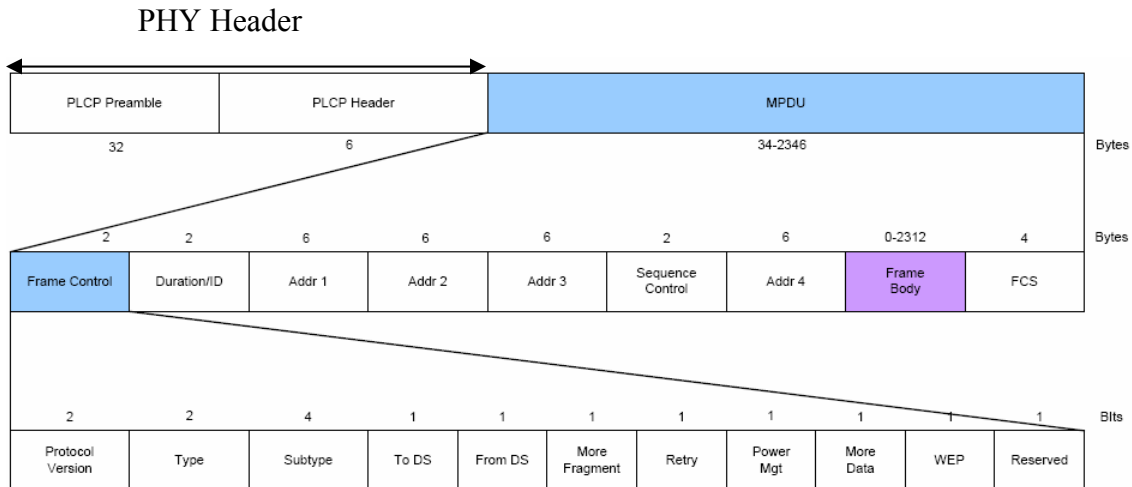 PHY Header
PLCP Preamble PLCP Header MPDU
32 6 34-2346 Bytes
2 2 6 6 6 2 6 0-2312 4 Bytes
Frame Control Duration/ID Addr 1 Addr 2 Addr 3 Sequence Control Addr 4 Frame Body FCS
2 2 4 1 1 1 1 1 1 1 1 BIts
Protocol Version Type Subtype To DS From DS More Fragment Retry Power Mgt More Data WEP Reserved